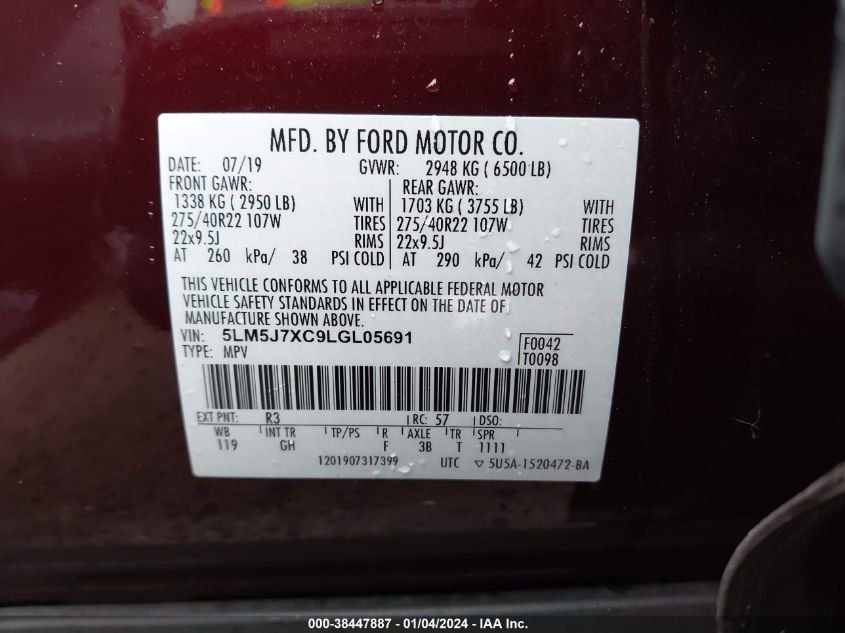 MFD. BY FORD MOTOR CO.
DATE: 07/19 GVWR: 2948 KG ( 6500 LB)
FRONT GAWR: REAR GAWR:
1338 KG ( 2950 LB) WITH 1703 KG ( 3755 LB) WITH
275/40R22 107W TIRES 275/40R22 107W TIRES
22x9.5J RIMS 22x9.5J RIMS
AT 260 kPa/ 38 PSI COLD AT 290 kPa/ 42 PSI COLD
THIS VEHICLE CONFORMS TO ALL APPLICABLE FEDERAL MOTOR
VEHICLE SAFETY STANDARDS IN EFFECT ON THE DATE OF
MANUFACTURE SHOWN ABOVE.
VIN: 5LM5J7XC9LGL05691 F0042
TYPE: MPV T0098
EXT PNT: R3 RC: 57 DSO:
WB INT TR TP/PS R AXLE TR SPR
119 GH F 3B T 1111
1201907317399 UTC ▽ 5U5A-1520472-BA
000-38447887 - 01/04/2024 - IAA Inc.